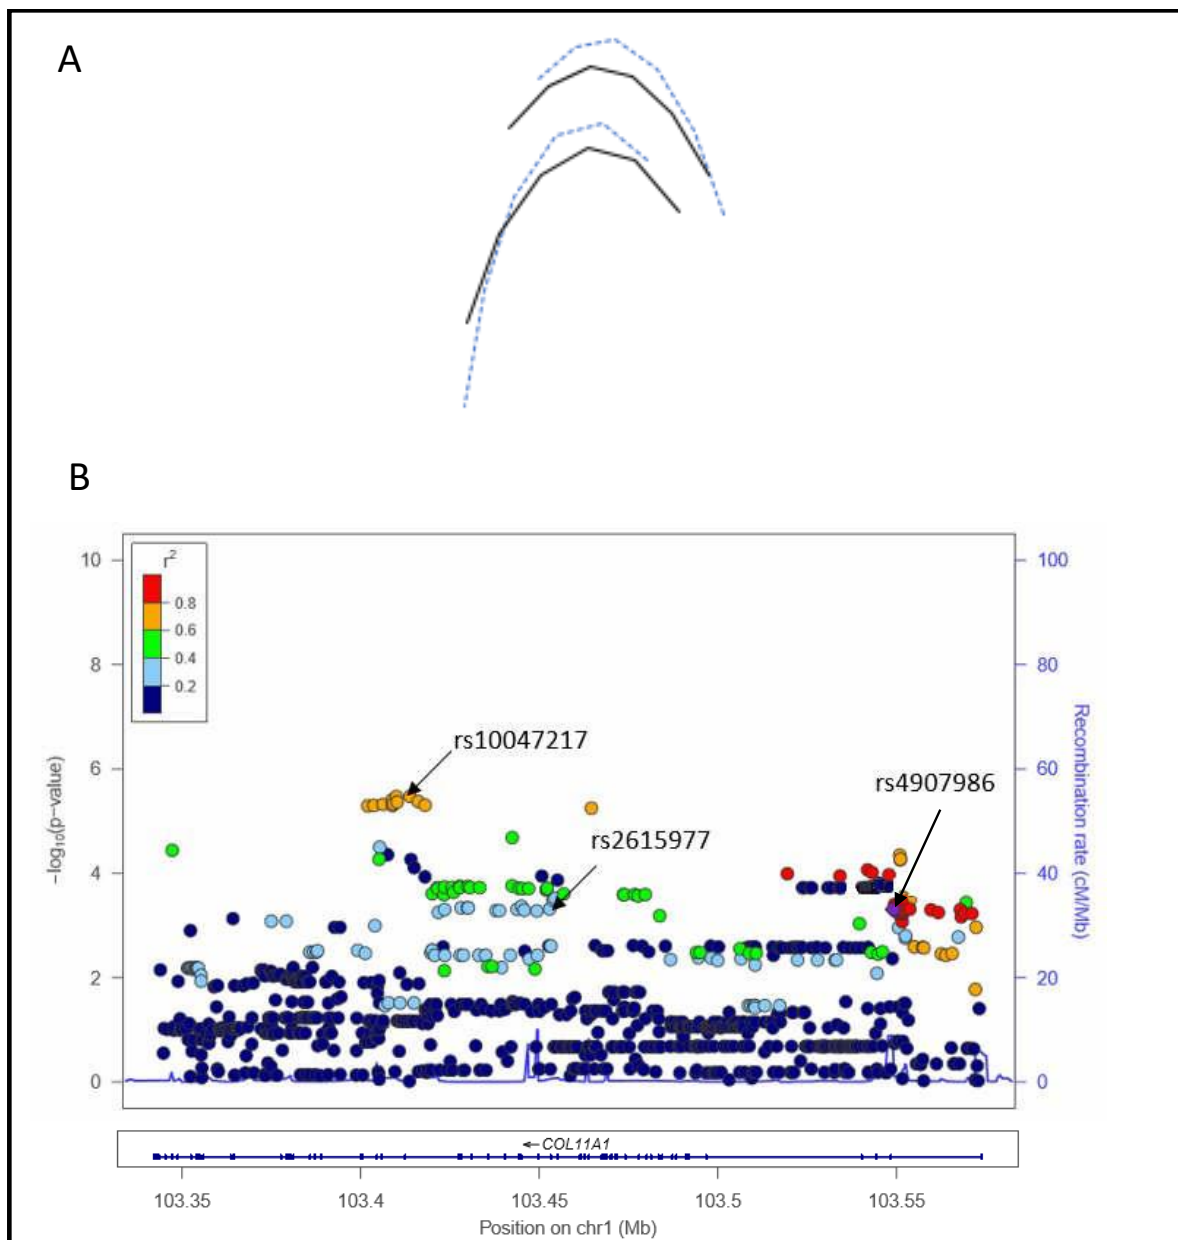 A
B
r2
0.8
0.6
0.4
0.2
10
8
6
4
2
0
−log10(p−value)
100
80
60
40
20
0
Recombination rate (cM/Mb)
rs10047217
rs4907986
rs2615977
←COL11A1
103.35 103.4 103.45 103.5 103.55
Position on chr1 (Mb)